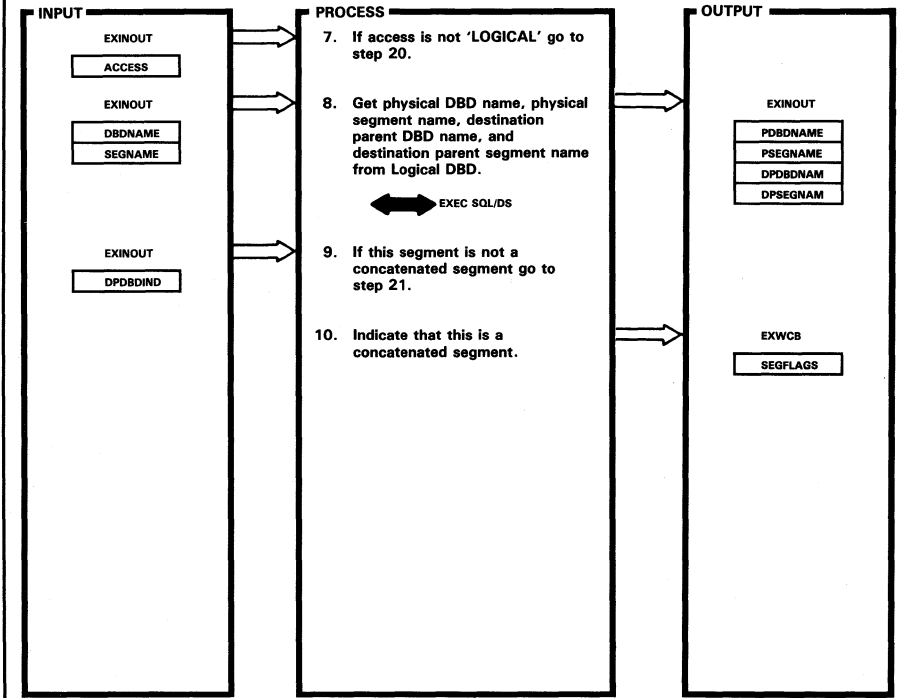 INPUT
EXINOUT
ACCESS
EXINOUT
DBDNAME
SEGNAME
EXINOUT
DPDBDIND
PROCESS
7. If access is not 'LOGICAL' go to
step 20.
8. Get physical DBD name, physical
segment name, destination
parent DBD name, and
destination parent segment name
from Logical DBD.
EXEC SQL/DS
9. If this segment is not a
concatenated segment go to
step 21.
10. Indicate that this is a
concatenated segment.
OUTPUT
EXINOUT
PDBDNAME
PSEGNAME
DPDBDNAM
DPSEGNAM
EXWCB
SEGFLAGS